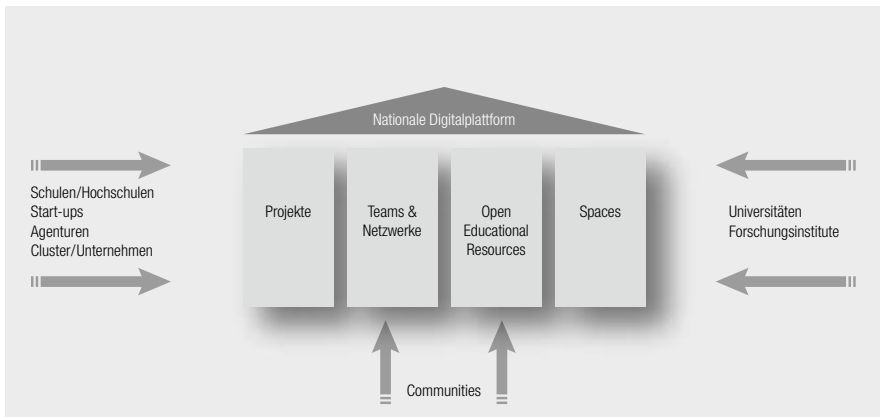 Nationale Digitalplattform
Schulen/Hochschulen
Start-ups
Agenturen
Cluster/Unternehmen
Projekte
Teams &
Netzwerke
Open
Educational
Resources
Spaces
Universitäten
Forschungsinstitute
Communities